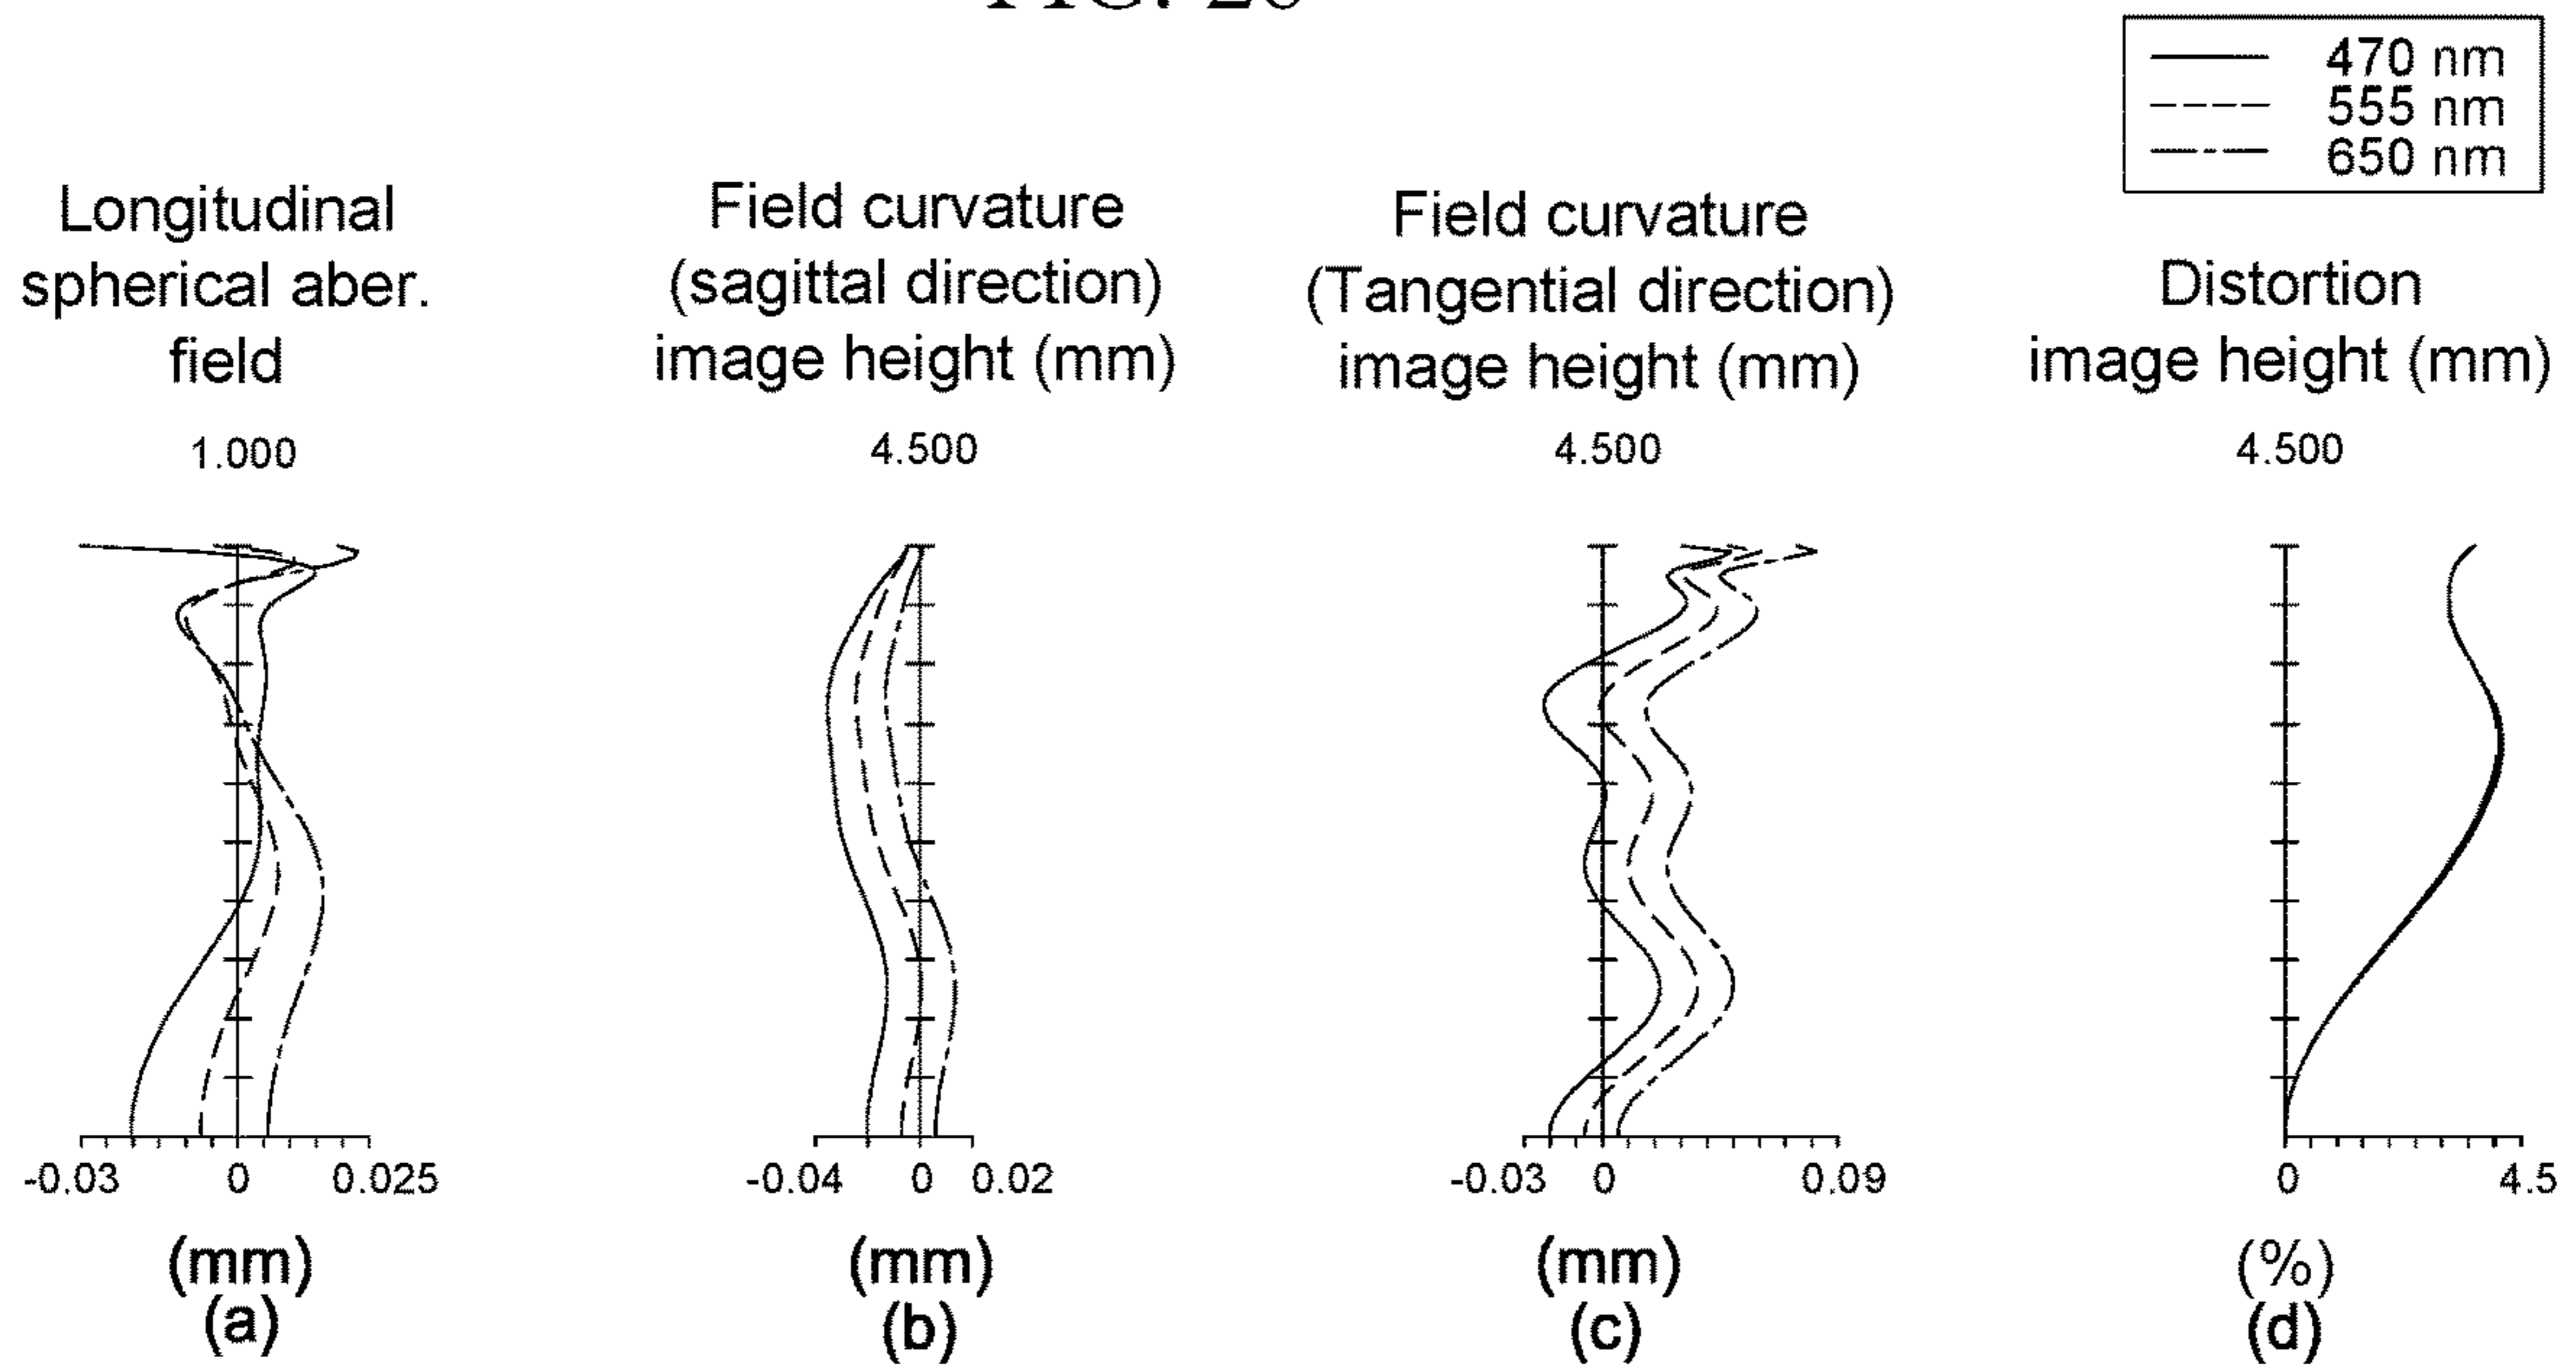 470 nm
555 nm
650 nm
Longitudinal
spherical aber.
field
1.000
-0.03 0 0.025
(mm)
(a)
Field curvature
(sagittal direction)
image height (mm)
4.500
-0.04 0 0.02
(mm)
(b)
Field curvature
(Tangential direction)
image height (mm)
4.500
-0.03 0 0.09
(mm)
(c)
Distortion
image height (mm)
4.500
0 4.5
(%)
(d)